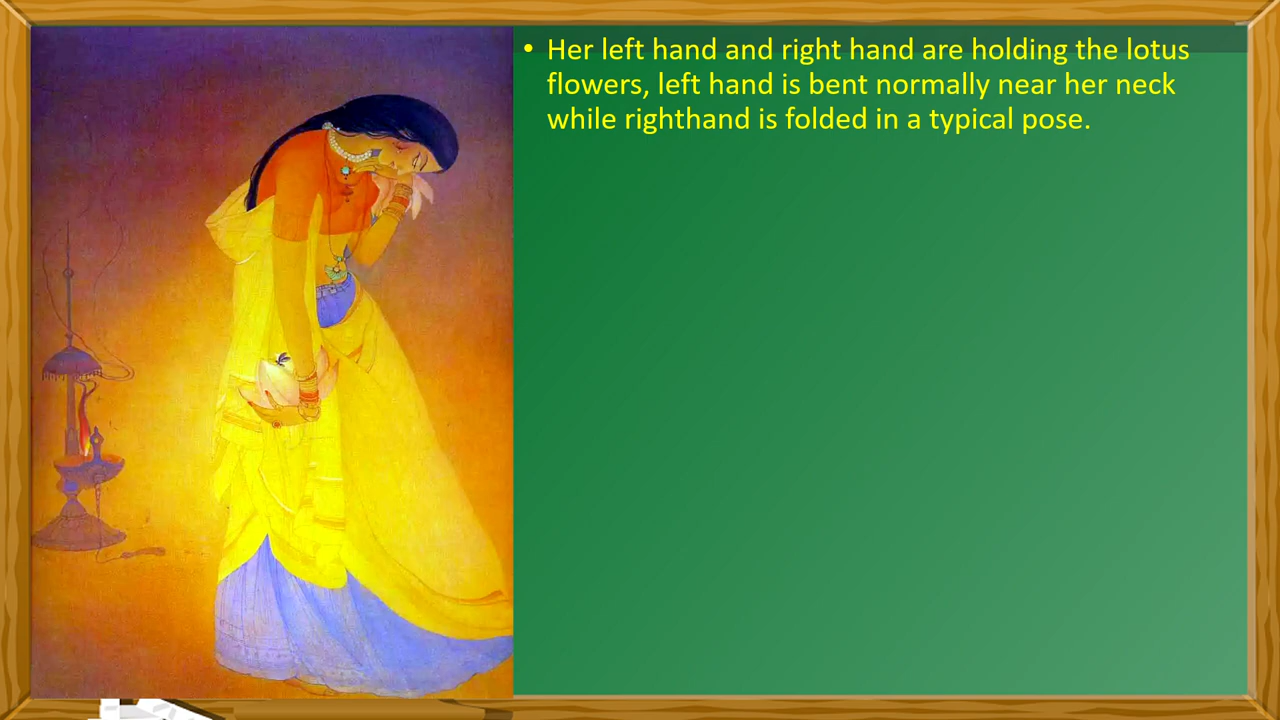 • Her left hand and right hand are holding the lotus
flowers, left hand is bent normally near her neck
while righthand is folded in a typical pose.